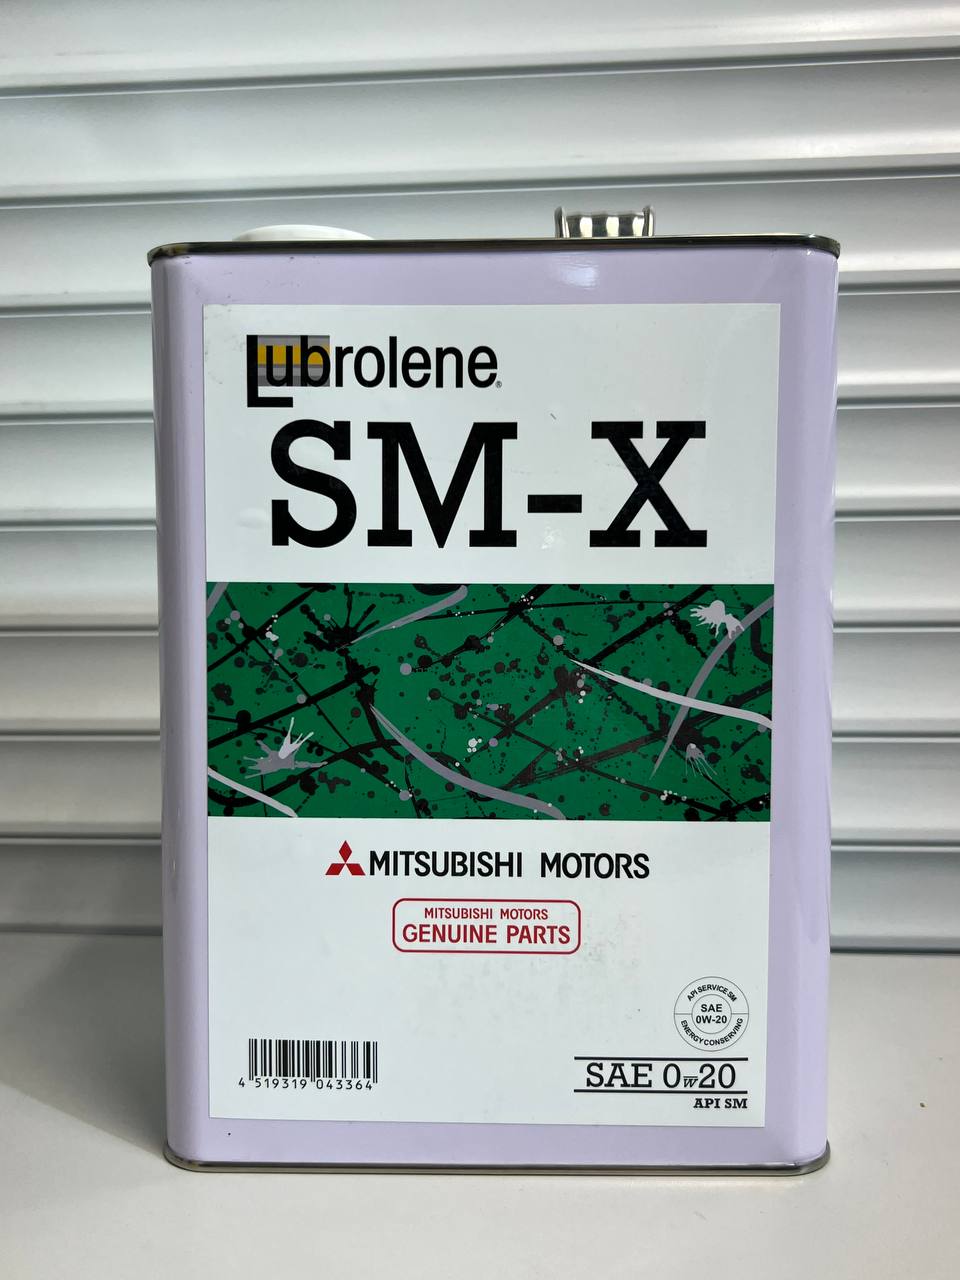 Lubrolene®
SM-X
MITSUBISHI MOTORS
MITSUBISHI MOTORS
GENUINE PARTS
API SERVICE SM
SAE
0W-20
ENERGY CONSERVING
4 519319 043364
SAE 0W20
API SM